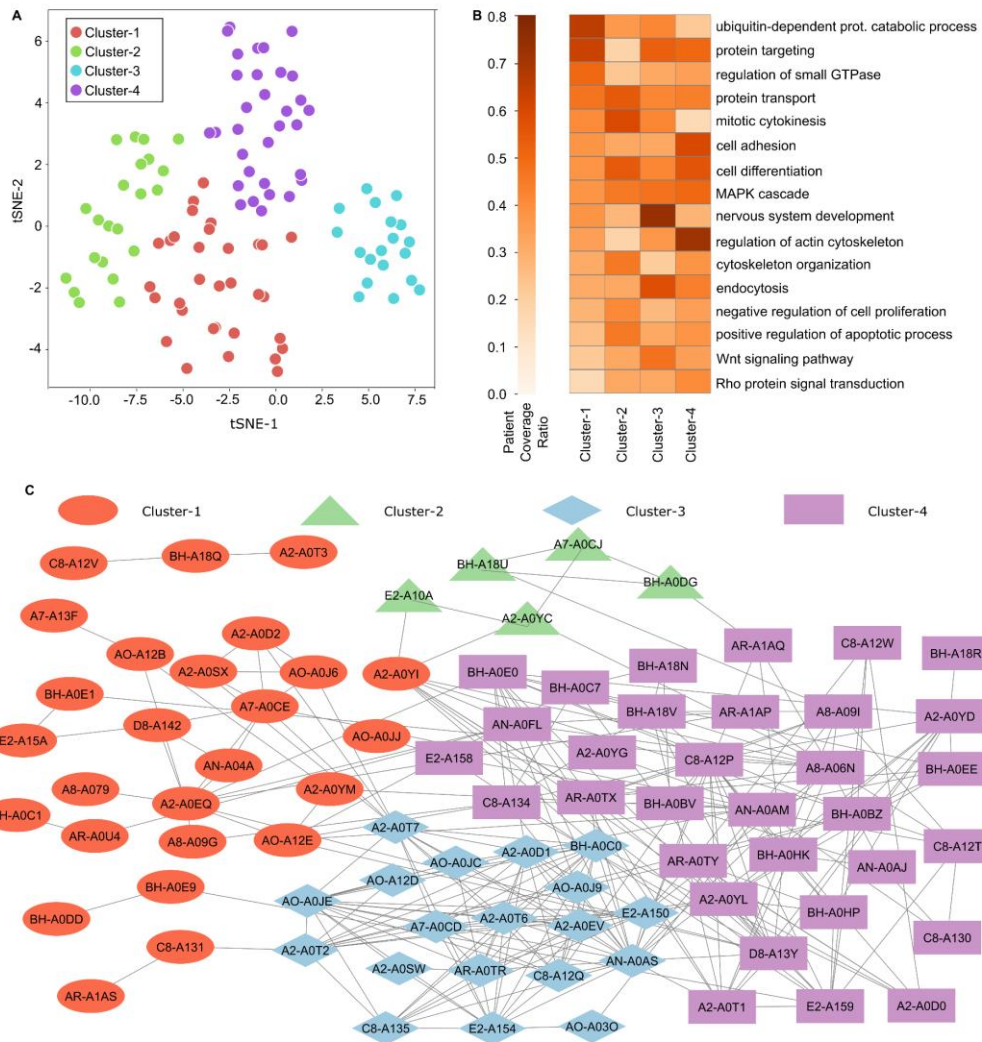 A
Cluster-1
Cluster-2
Cluster-3
Cluster-4
tSNE-2
6
4
2
0
-2
-4
-10.0 -7.5 -5.0 -2.5 0.0 2.5 5.0 7.5
tSNE-1
B
0.8
0.7
0.6
0.5
0.4
0.3
0.2
0.1
0.0
Patient
Coverage
Ratio
ubiquitin-dependent prot. catabolic process
protein targeting
regulation of small GTPase
protein transport
mitotic cytokinesis
cell adhesion
cell differentiation
MAPK cascade
nervous system development
regulation of actin cytoskeleton
cytoskeleton organization
endocytosis
negative regulation of cell proliferation
positive regulation of apoptotic process
Wnt signaling pathway
Rho protein signal transduction
Cluster-1
Cluster-2
Cluster-3
Cluster-4
C
Cluster-1 Cluster-2 Cluster-3 Cluster-4
C8-A12V
BH-A18Q
A2-A0T3
A7-A13F
AO-A12B
A2-A0D2
A2-A0SX
AO-A0J6
BH-A0E1
A7-A0CE
D8-A142
E2-A15A
AN-A04A
AO-A0JJ
A2-A0YI
A8-A079
A2-A0EQ
A2-A0YM
BH-A0C1
AR-A0U4
A8-A09G
AO-A12E
BH-A0E9
BH-A0DD
C8-A131
AR-A1AS
A7-A0CJ
BH-A18U
BH-A0DG
E2-A10A
A2-A0YC
AR-A1AQ
C8-A12W
BH-A18R
BH-A0E0
BH-A18N
BH-A0C7
AN-A0FL
BH-A18V
AR-A1AP
A8-A09I
A2-A0YD
E2-A158
A2-A0YG
C8-A12P
A8-A06N
BH-A0EE
C8-A134
AR-A0TX
BH-A0BV
AN-A0AM
BH-A0BZ
AR-A0TY
BH-A0HK
AN-A0AJ
C8-A12T
A2-A0YL
BH-A0HP
D8-A13Y
C8-A130
A2-A0T1
E2-A159
A2-A0D0
A2-A0T7
AO-A0JC
A2-A0D1
BH-A0C0
AO-A12D
AO-A0J9
AO-A0JE
A7-A0CD
A2-A0T6
A2-A0EV
E2-A150
A2-A0T2
A2-A0SW
AR-A0TR
C8-A12Q
AN-A0AS
C8-A135
E2-A154
AO-A03O